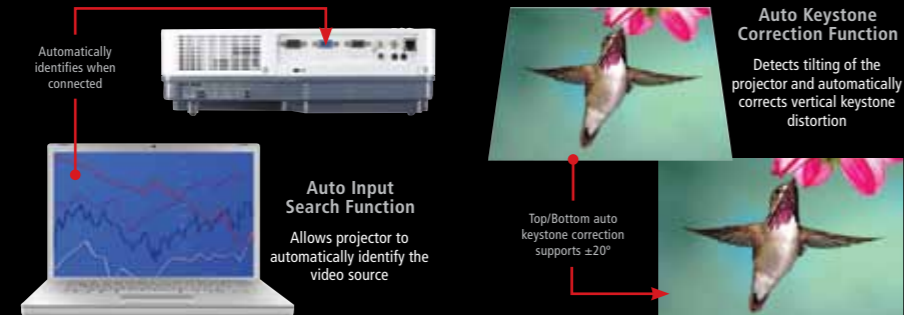 Automatically
identifies when
connected
Auto Input
Search Function
Allows projector to
automatically identify the
video source
Auto Keystone
Correction Function
Detects tilting of the
projector and automatically
corrects vertical keystone
distortion
Top/Bottom auto
keystone correction
supports ±20°